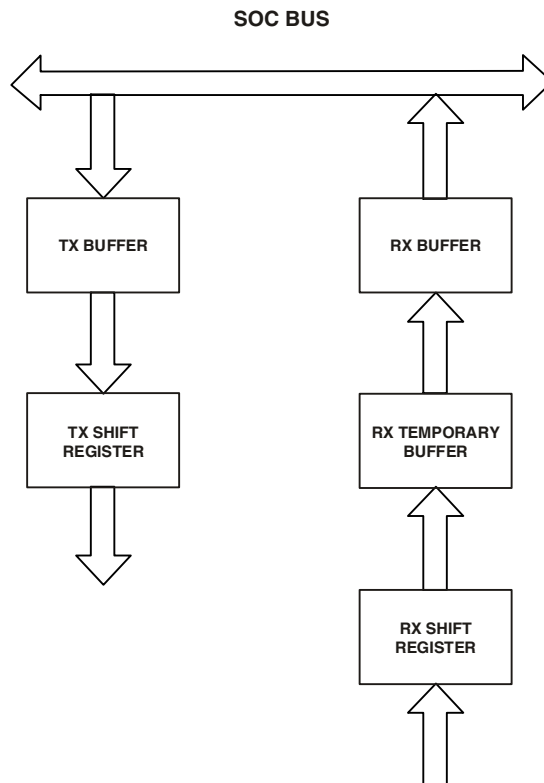 SOC BUS
TX BUFFER
RX BUFFER
TX SHIFT
REGISTER
RX TEMPORARY
BUFFER
RX SHIFT
REGISTER